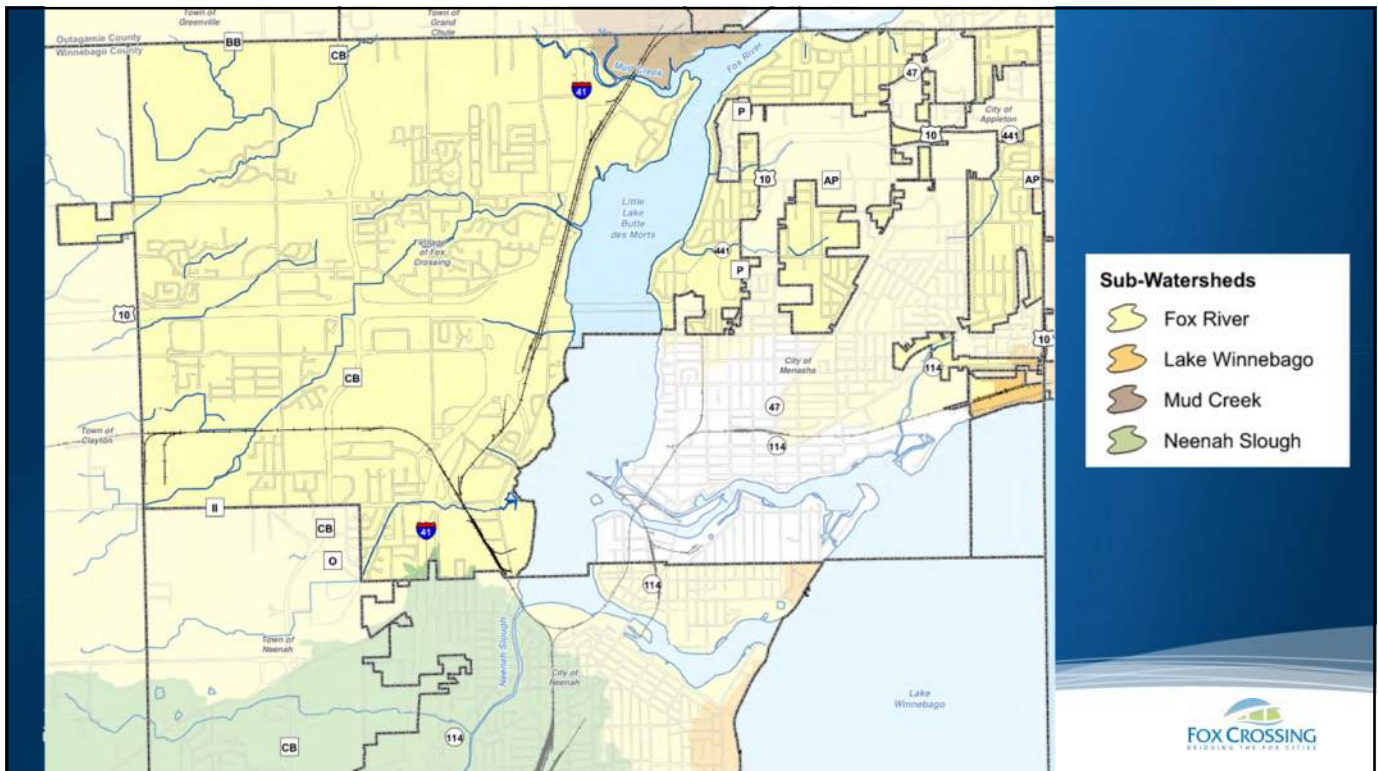 Town of
Greenville
Town of
Grand
Chute
Outagamie County
Winnebago County
BB
CB
Mud Creek
Fox River
41
47
P
City of
Appleton
10
441
10
AP
AP
Little
Lake
Butte
des Morts
Village
of Fox
Crossing
441
P
10
10
City of
Menasha
114
CB
47
Town of
Clayton
114
II
CB
41
O
114
Town of
Neenah
Neenah Slough
City of
Neenah
Lake
Winnebago
114
CB
Sub-Watersheds
Fox River
Lake Winnebago
Mud Creek
Neenah Slough
FOX CROSSING
BRIDGING THE FOX CITIES